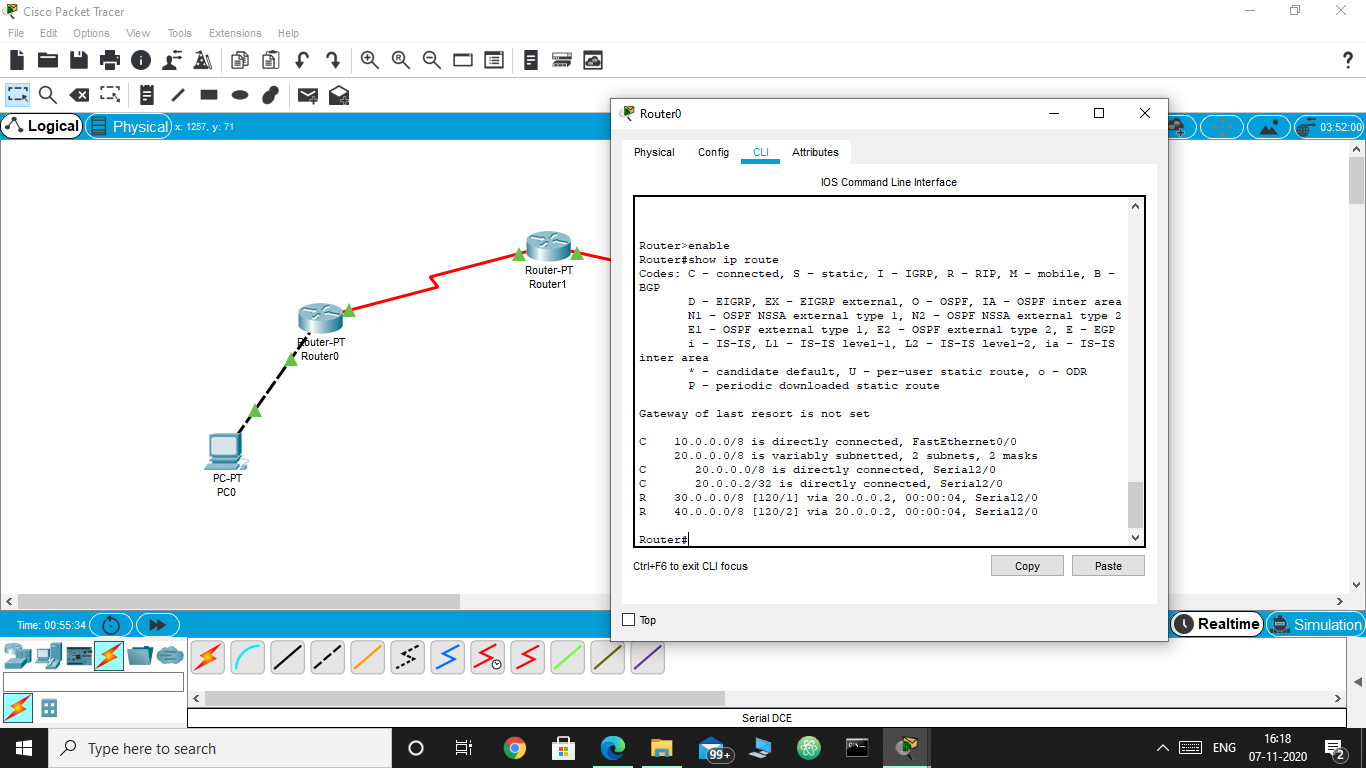 Cisco Packet Tracer
File Edit Options View Tools Extensions Help
?
Logical Physical x: 1257, y: 71
03:52:00
Router-PT
Router1
Router-PT
Router0
PC-PT
PC0
Router0
Physical Config CLI Attributes
IOS Command Line Interface
Router>enable
Router#show ip route
Codes: C - connected, S - static, I - IGRP, R - RIP, M - mobile, B -
BGP
D - EIGRP, EX - EIGRP external, O - OSPF, IA - OSPF inter area
N1 - OSPF NSSA external type 1, N2 - OSPF NSSA external type 2
E1 - OSPF external type 1, E2 - OSPF external type 2, E - EGP
i - IS-IS, L1 - IS-IS level-1, L2 - IS-IS level-2, ia - IS-IS
inter area
* - candidate default, U - per-user static route, o - ODR
P - periodic downloaded static route
Gateway of last resort is not set
C 10.0.0.0/8 is directly connected, FastEthernet0/0
20.0.0.0/8 is variably subnetted, 2 subnets, 2 masks
C 20.0.0.0/8 is directly connected, Serial2/0
C 20.0.0.2/32 is directly connected, Serial2/0
R 30.0.0.0/8 [120/1] via 20.0.0.2, 00:00:04, Serial2/0
R 40.0.0.0/8 [120/2] via 20.0.0.2, 00:00:04, Serial2/0
Router#
Ctrl+F6 to exit CLI focus Copy Paste
Top
Time: 00:55:34
Realtime Simulation
Serial DCE
Type here to search
99+
ENG
16:18
07-11-2020
2